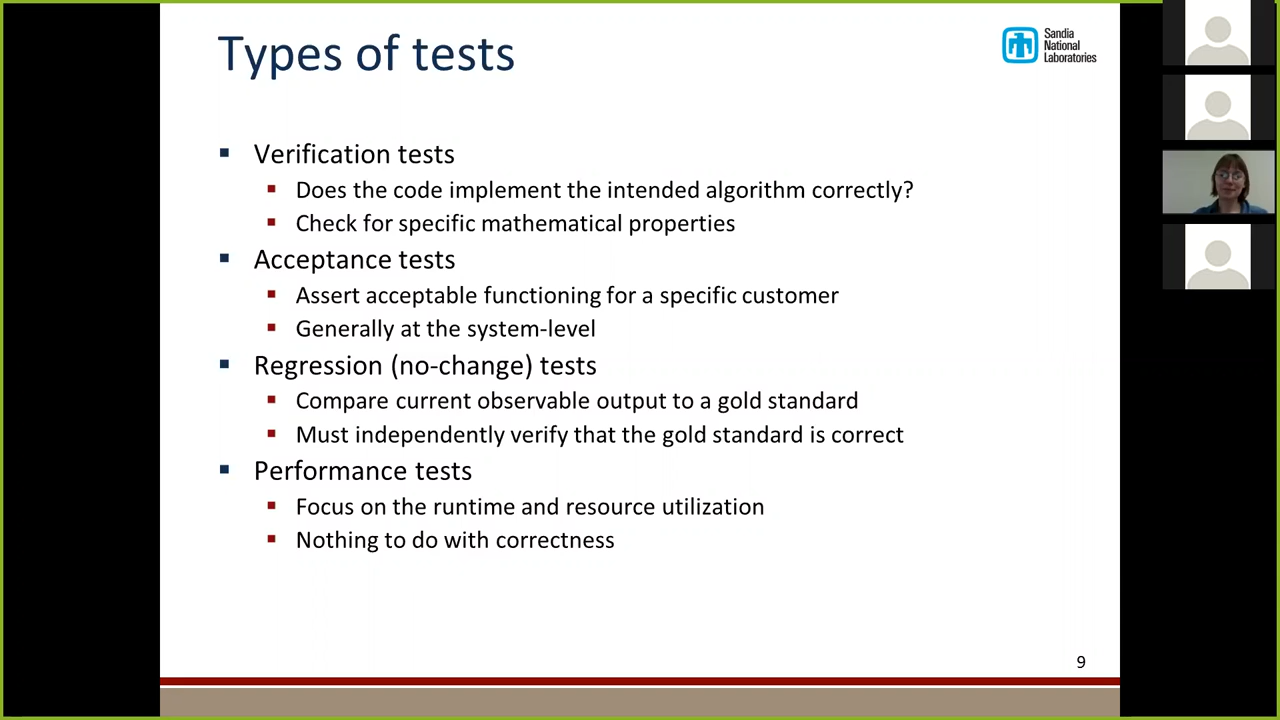 Types of tests
Sandia
National
Laboratories
Verification tests
Does the code implement the intended algorithm correctly?
Check for specific mathematical properties
Acceptance tests
Assert acceptable functioning for a specific customer
Generally at the system-level
Regression (no-change) tests
Compare current observable output to a gold standard
Must independently verify that the gold standard is correct
Performance tests
Focus on the runtime and resource utilization
Nothing to do with correctness
9